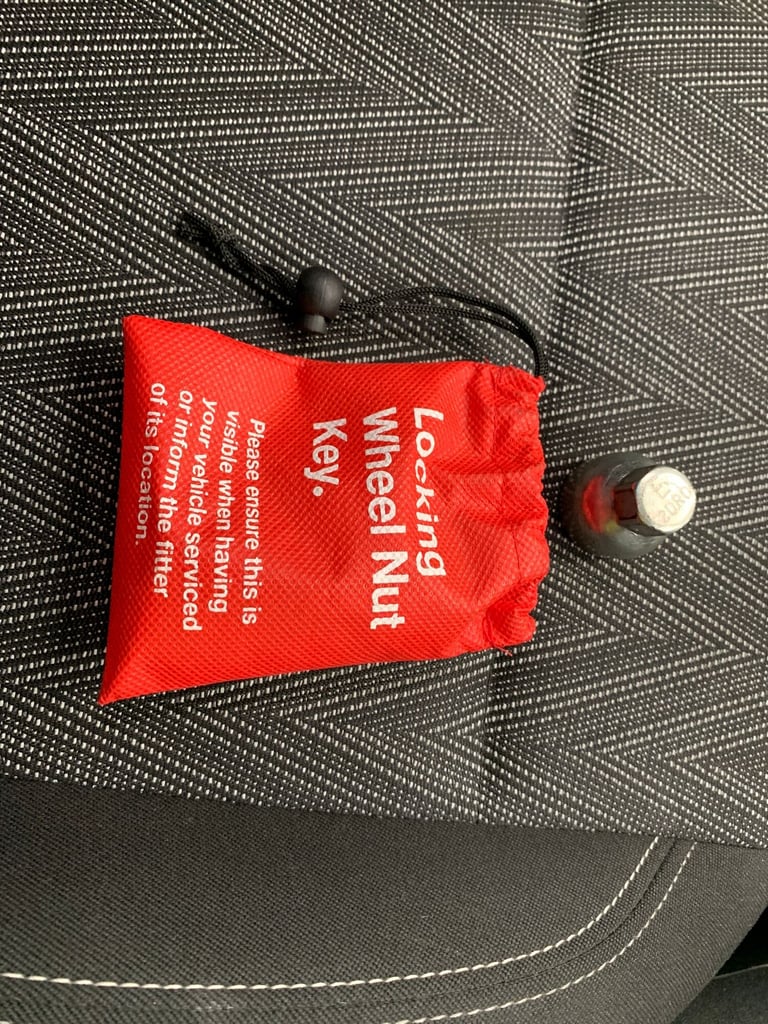 Locking
Wheel Nut
Key.
Please ensure this is
visible when having
your vehicle serviced
or inform the fitter
of its location.